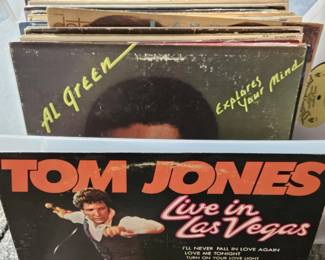 AL GREEN
Explores
Your Mind
TOM JONES
Live in
Las Vegas
I'LL NEVER FALL IN LOVE AGAIN
LOVE ME TONIGHT
TURN ON YOUR LOVE LIGHT